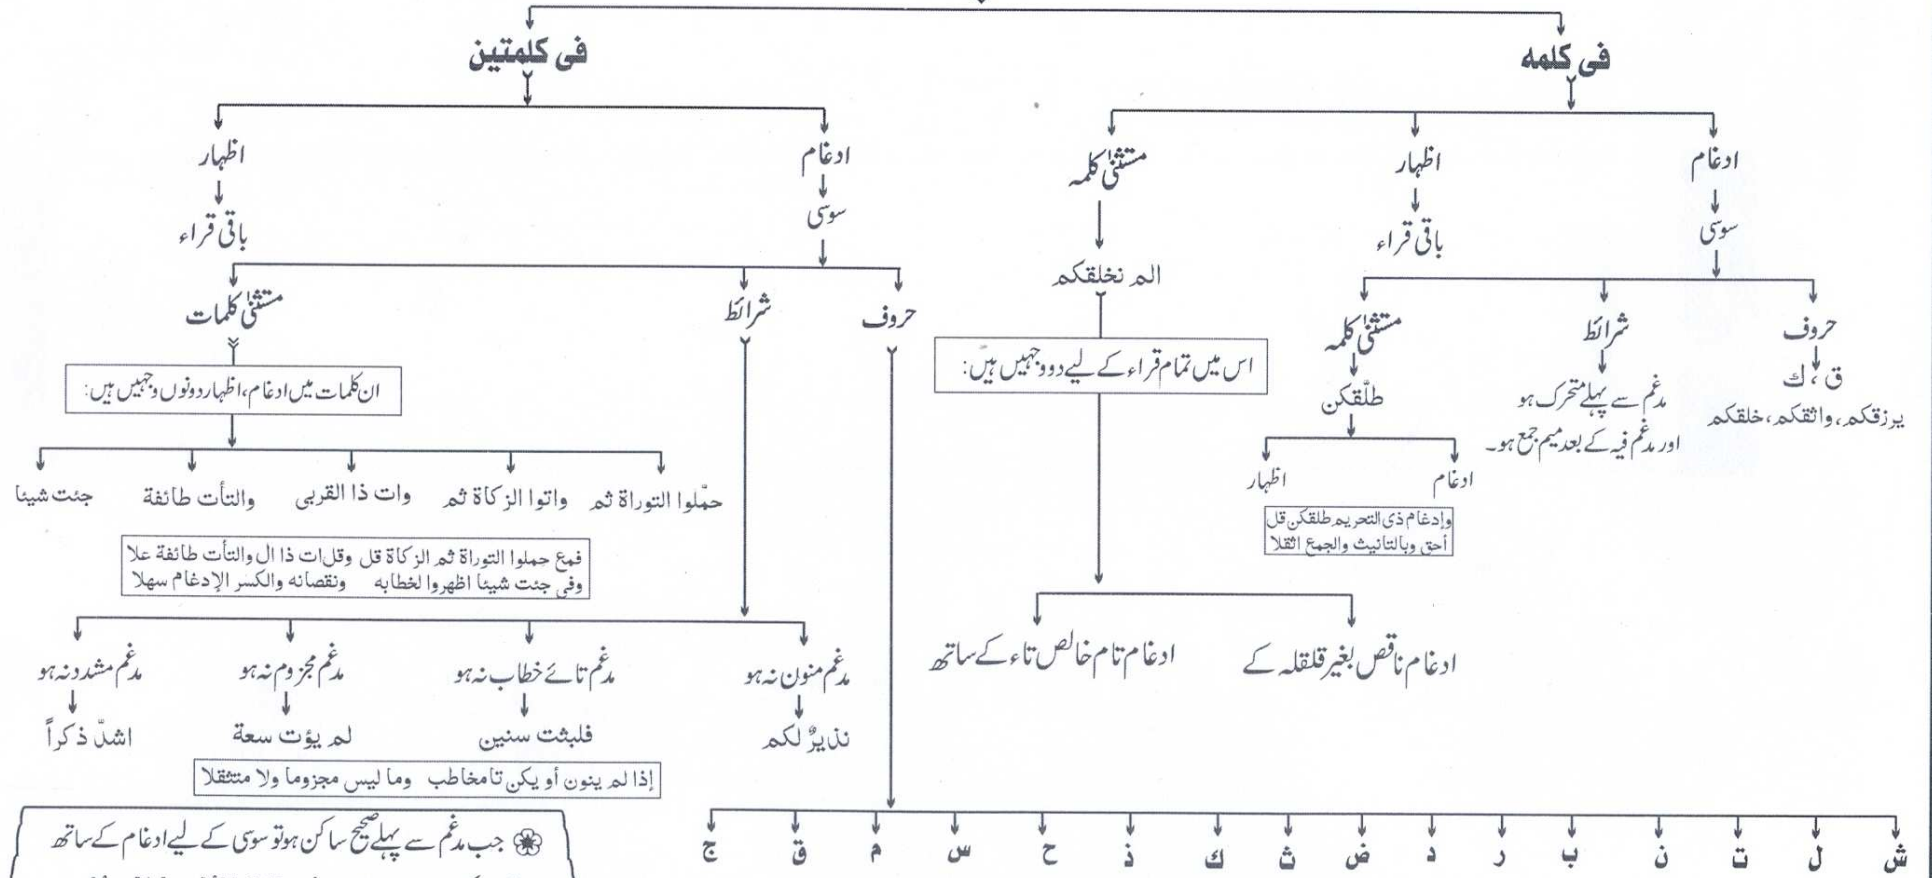 فی کلمه
ادغام
سوسی
حروف
ق، ك
یرزقکم، واثقکم، خلقکم
شرائط
مدغم سے پہلے متحرک ہو
اور مدغم فیہ کے بعد میم جمع ہو۔
مستثنیٰ کلمہ
طلّقکن
ادغام
اظہار
وإدغام ذی التحریم طلقکن قل
أحق وبالتانیث والجمع اثقلا
اظہار
باقی قراء
مستثنیٰ کلمہ
الم نخلقکم
اس میں تمام قراء کے لیے دو وجہیں ہیں:
ادغام ناقص بغیر قلقلہ کے
ادغام تام خالص تاء کے ساتھ
فی کلمتین
ادغام
سوسی
حروف
ش ل ت ن ب ر د ض ث ك ذ ح س م ق ج
شرائط
مدغم منون نہ ہو
نذیرٌ لکم
مدغم تائے خطاب نہ ہو
فلبثت سنین
مدغم مجزوم نہ ہو
لم یؤت سعة
مدغم مشدد نہ ہو
اشدّ ذکراً
إذا لم ینون أو یکن تا مخاطب وما لیس مجزوما ولا متثقلا
مستثنیٰ کلمات
ان کلمات میں ادغام، اظہار دونوں وجہیں ہیں:
حمّلوا التوراة ثم
واتوا الزکاة ثم
وات ذا القربی
والتأت طائفة
جئت شیئا
فمع حملوا التوراة ثم الزکاة قل وقل ات ذا ال والتأت طائفة علا
وفی جئت شیئا اظهروا لخطابه ونقصانه والکسر الإدغام سهلا
اظہار
باقی قراء
جب مدغم سے پہلے صحیح ساکن ہو تو سوسی کے لیے ادغام کے ساتھ